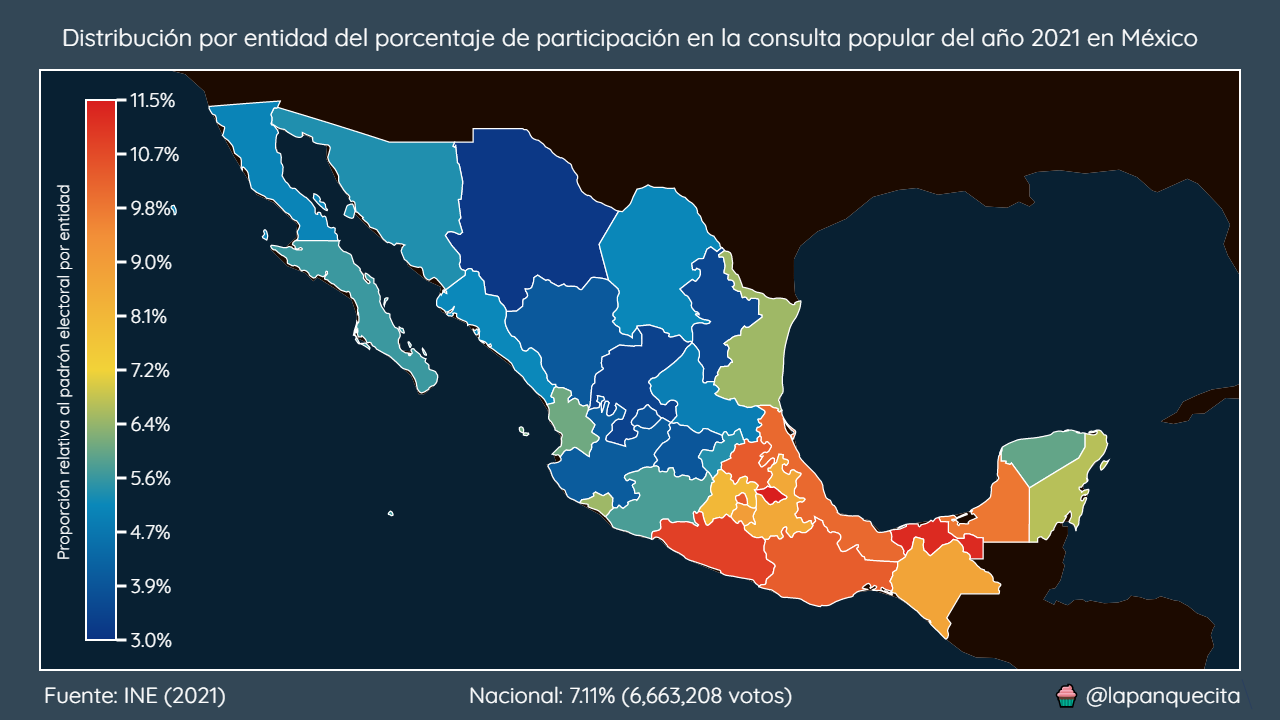 Distribución por entidad del porcentaje de participación en la consulta popular del año 2021 en México
Proporción relativa al padrón electoral por entidad
11.5%
10.7%
9.8%
9.0%
8.1%
7.2%
6.4%
5.6%
4.7%
3.9%
3.0%
Fuente: INE (2021)
Nacional: 7.11% (6,663,208 votos)
@lapanquecita